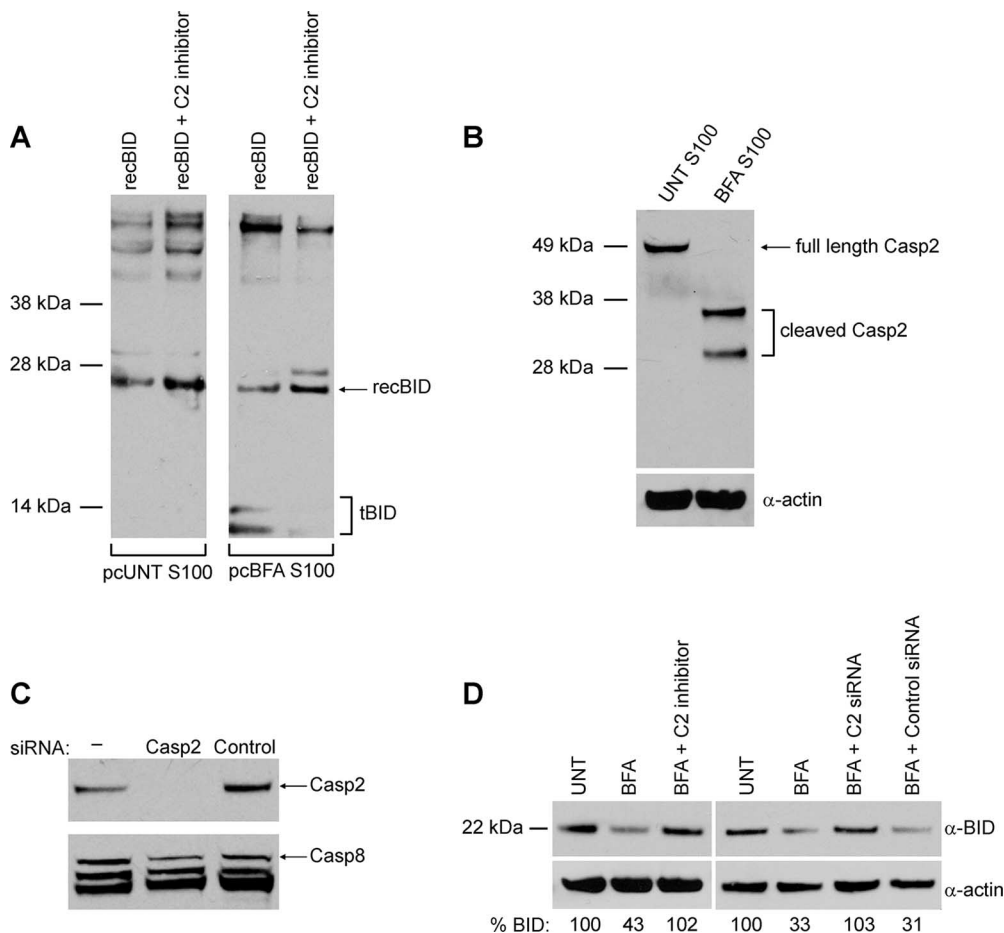 A
recBID
recBID + C2 inhibitor
recBID
recBID + C2 inhibitor
38 kDa
28 kDa
recBID
14 kDa
tBID
pcUNT S100
pcBFA S100
B
UNT S100
BFA S100
49 kDa
full length Casp2
38 kDa
cleaved Casp2
28 kDa
α-actin
C
siRNA: – Casp2 Control
Casp2
Casp8
D
UNT
BFA
BFA + C2 inhibitor
UNT
BFA
BFA + C2 siRNA
BFA + Control siRNA
22 kDa
α-BID
α-actin
% BID: 100 43 102 100 33 103 31